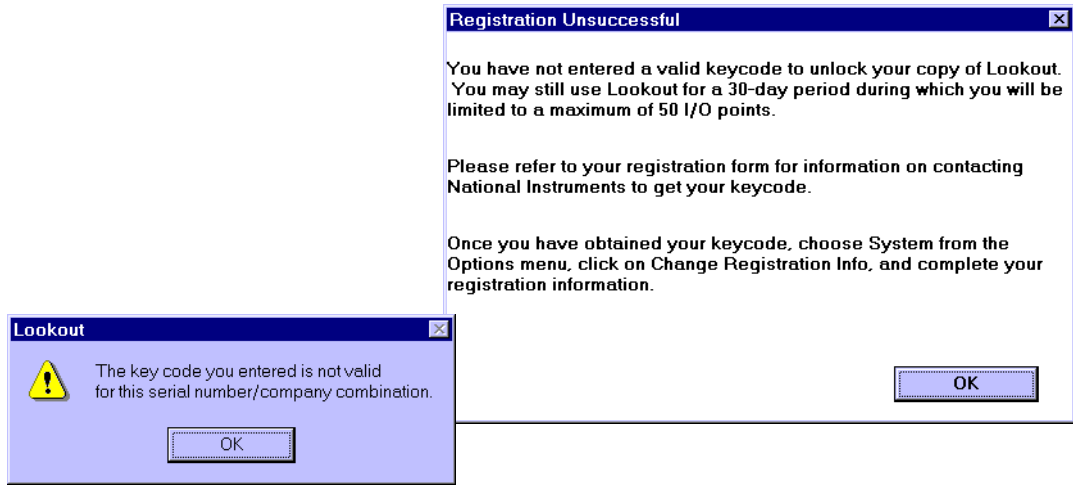 Registration Unsuccessful
You have not entered a valid keycode to unlock your copy of Lookout.
You may still use Lookout for a 30-day period during which you will be
limited to a maximum of 50 I/O points.
Please refer to your registration form for information on contacting
National Instruments to get your keycode.
Once you have obtained your keycode, choose System from the
Options menu, click on Change Registration Info, and complete your
registration information.
OK
Lookout
The key code you entered is not valid
for this serial number/company combination.
OK